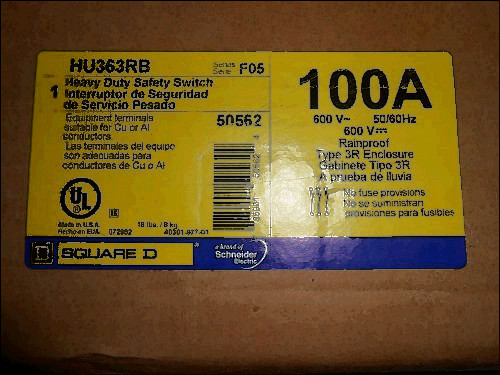 HU363RB
Series
Serie F05
1 Heavy Duty Safety Switch
Interruptor de Seguridad
de Servicio Pesado
Equipment terminals
suitable for Cu or Al
conductors.
Las terminales del equipo
son adecuadas para
conductores de Cu o Al
50562
100A
600 V~ 50/60Hz
600 V
Rainproof
Type 3R Enclosure
Gabinete Tipo 3R
A prueba de lluvia
No fuse provisions
No se suministran
provisiones para fusibles
UL
Made in U.S.A.
Hecho en EUA.
072982
18 lbs. / 8 kg
SQUARE D
a brand of
Schneider
Electric